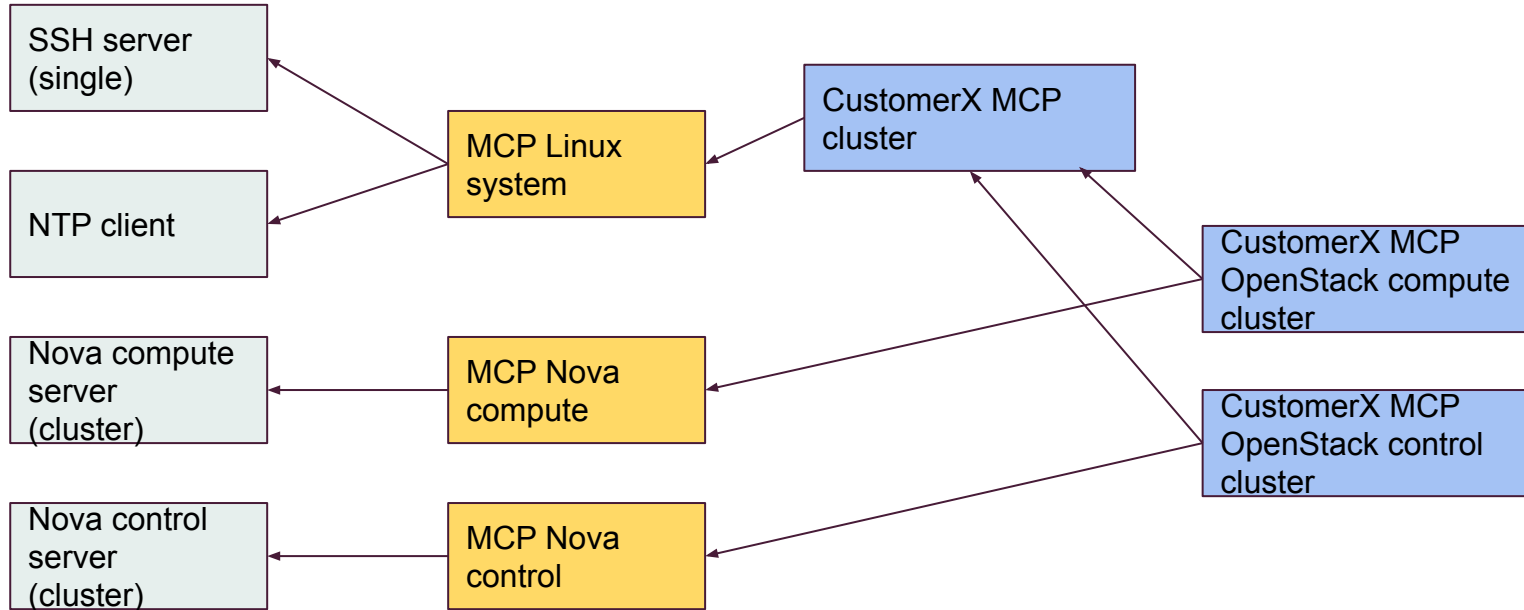 SSH server
(single)
NTP client
Nova compute
server
(cluster)
Nova control
server
(cluster)
MCP Linux
system
MCP Nova
compute
MCP Nova
control
CustomerX MCP
cluster
CustomerX MCP
OpenStack compute
cluster
CustomerX MCP
OpenStack control
cluster